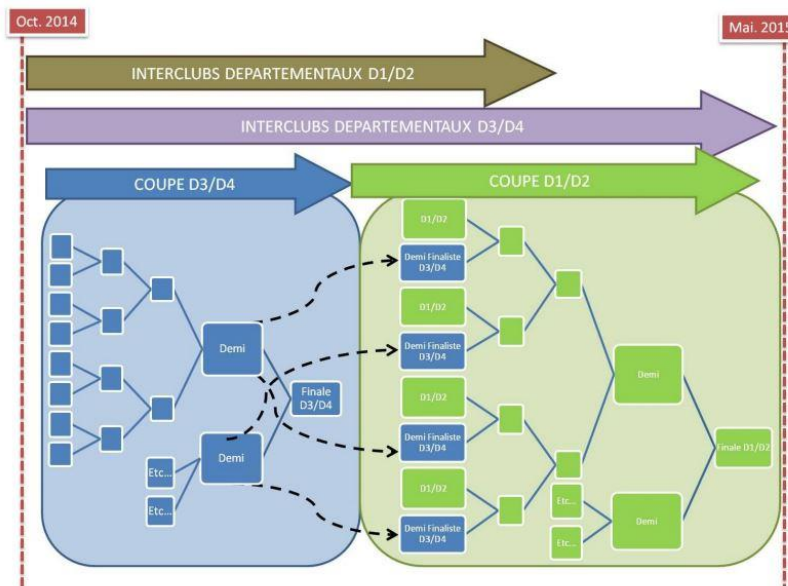 Oct. 2014
Mai. 2015
INTERCLUBS DEPARTEMENTAUX D1/D2
INTERCLUBS DEPARTEMENTAUX D3/D4
COUPE D3/D4
COUPE D1/D2
Demi
Finale
D3/D4
Demi
Etc...
Etc...
D1/D2
Demi Finaliste
D3/D4
D1/D2
Demi Finaliste
D3/D4
D1/D2
Demi Finaliste
D3/D4
D1/D2
Demi Finaliste
D3/D4
Demi
Finale D1/D2
Etc...
Etc...
Demi